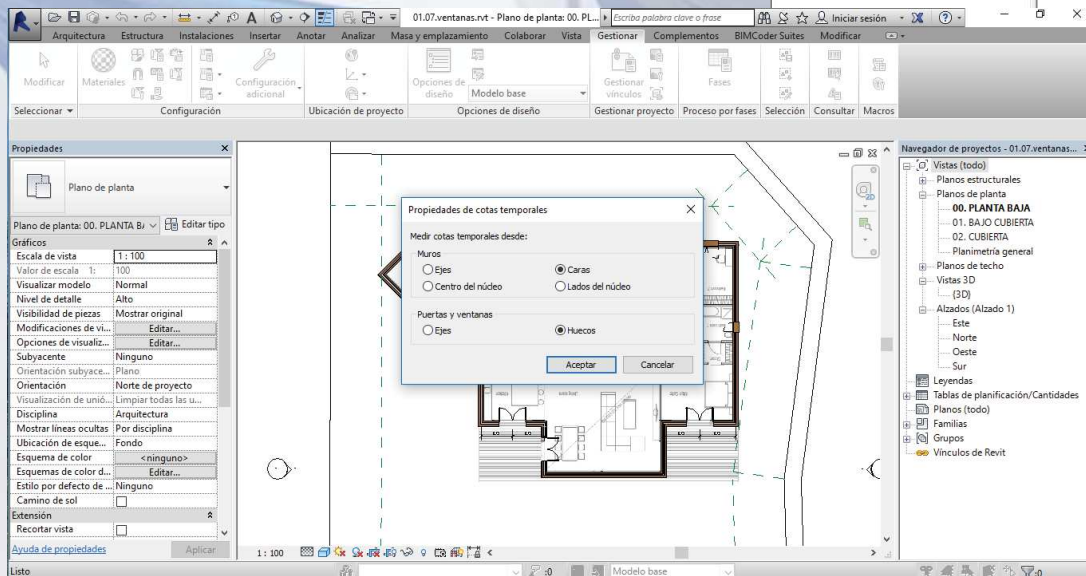 01.07.ventanas.rvt - Plano de planta: 00. PL...
Escriba palabra clave o frase
Iniciar sesión
Arquitectura Estructura Instalaciones Insertar Anotar Analizar Masa y emplazamiento Colaborar Vista Gestionar Complementos BIMCoder Suites Modificar
Modificar
Materiales
Configuración
adicional
Opciones de
diseño
Modelo base
Gestionar
vínculos
Fases
Seleccionar
Configuración
Ubicación de proyecto
Opciones de diseño
Gestionar proyecto
Proceso por fases
Selección
Consultar
Macros
Propiedades
Plano de planta
Plano de planta: 00. PLANTA B
Editar tipo
Gráficos
Escala de vista 1 : 100
Valor de escala 1: 100
Visualizar modelo Normal
Nivel de detalle Alto
Visibilidad de piezas Mostrar original
Modificaciones de vi... Editar...
Opciones de visualiz... Editar...
Subyacente Ninguno
Orientación subyace... Plano
Orientación Norte de proyecto
Visualización de unió... Limpiar todas las u...
Disciplina Arquitectura
Mostrar líneas ocultas Por disciplina
Ubicación de esque... Fondo
Esquema de color <ninguno>
Esquemas de color d... Editar...
Estilo por defecto de ... Ninguno
Camino de sol
Extensión
Recortar vista
Ayuda de propiedades
Aplicar
Propiedades de cotas temporales
Medir cotas temporales desde:
Muros
Ejes
Caras
Centro del núcleo
Lados del núcleo
Puertas y ventanas
Ejes
Huecos
Aceptar
Cancelar
1 : 100
Navegador de proyectos - 01.07.ventanas...
Vistas (todo)
Planos estructurales
Planos de planta
00. PLANTA BAJA
01. BAJO CUBIERTA
02. CUBIERTA
Planimetría general
Planos de techo
Vistas 3D
{3D}
Alzados (Alzado 1)
Este
Norte
Oeste
Sur
Leyendas
Tablas de planificación/Cantidades
Planos (todo)
Familias
Grupos
Vínculos de Revit
Listo
:0
Modelo base
:0